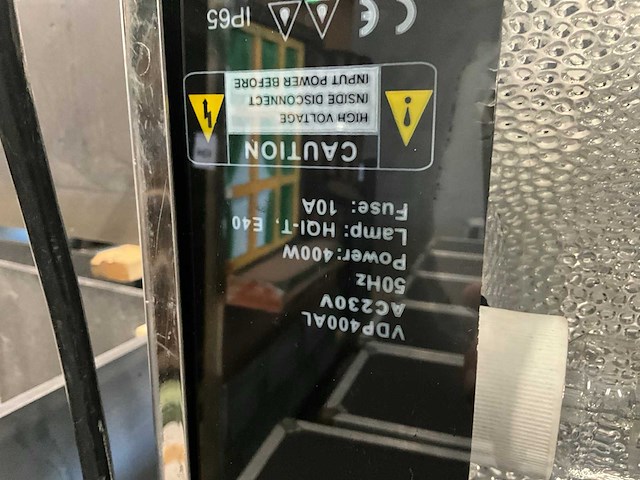 VDP400AL
AC230V
50Hz
Power:400W
Lamp: HQI-T, E40
Fuse: 10A
CAUTION
HIGH VOLTAGE
INSIDE DISCONNECT
INPUT POWER BEFORE
CE IP65